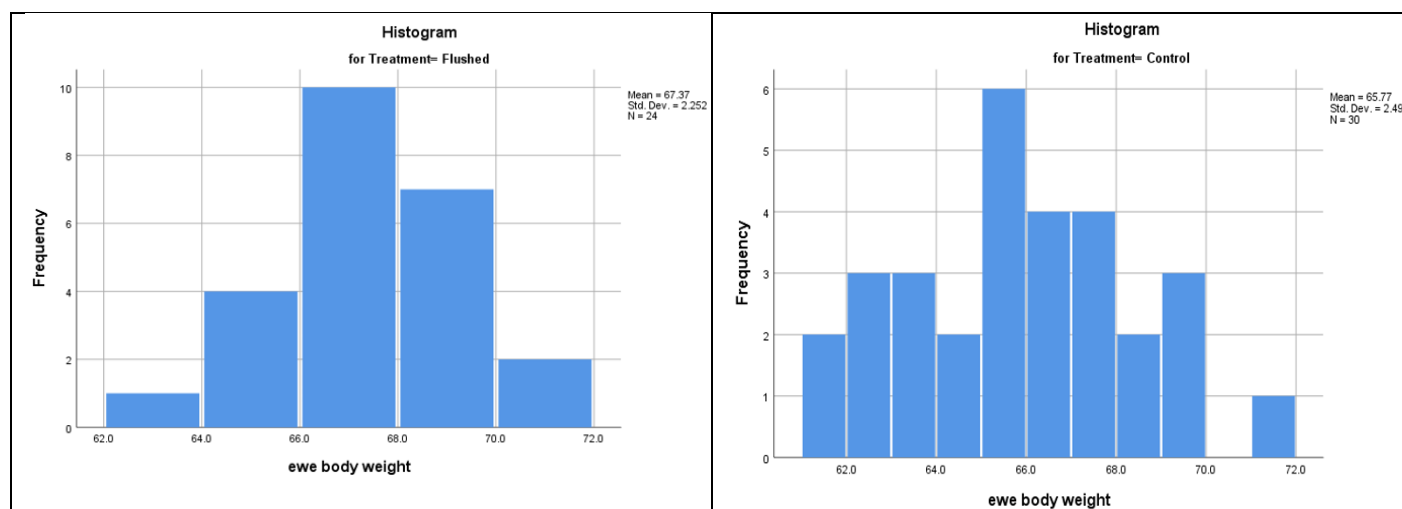 Histogram
for Treatment= Flushed
Mean = 67.37
Std. Dev. = 2.252
N = 24
10
8
6
4
2
0
Frequency
62.0 64.0 66.0 68.0 70.0 72.0
ewe body weight
Histogram
for Treatment= Control
Mean = 65.77
Std. Dev. = 2.49
N = 30
6
5
4
3
2
1
0
Frequency
62.0 64.0 66.0 68.0 70.0 72.0
ewe body weight